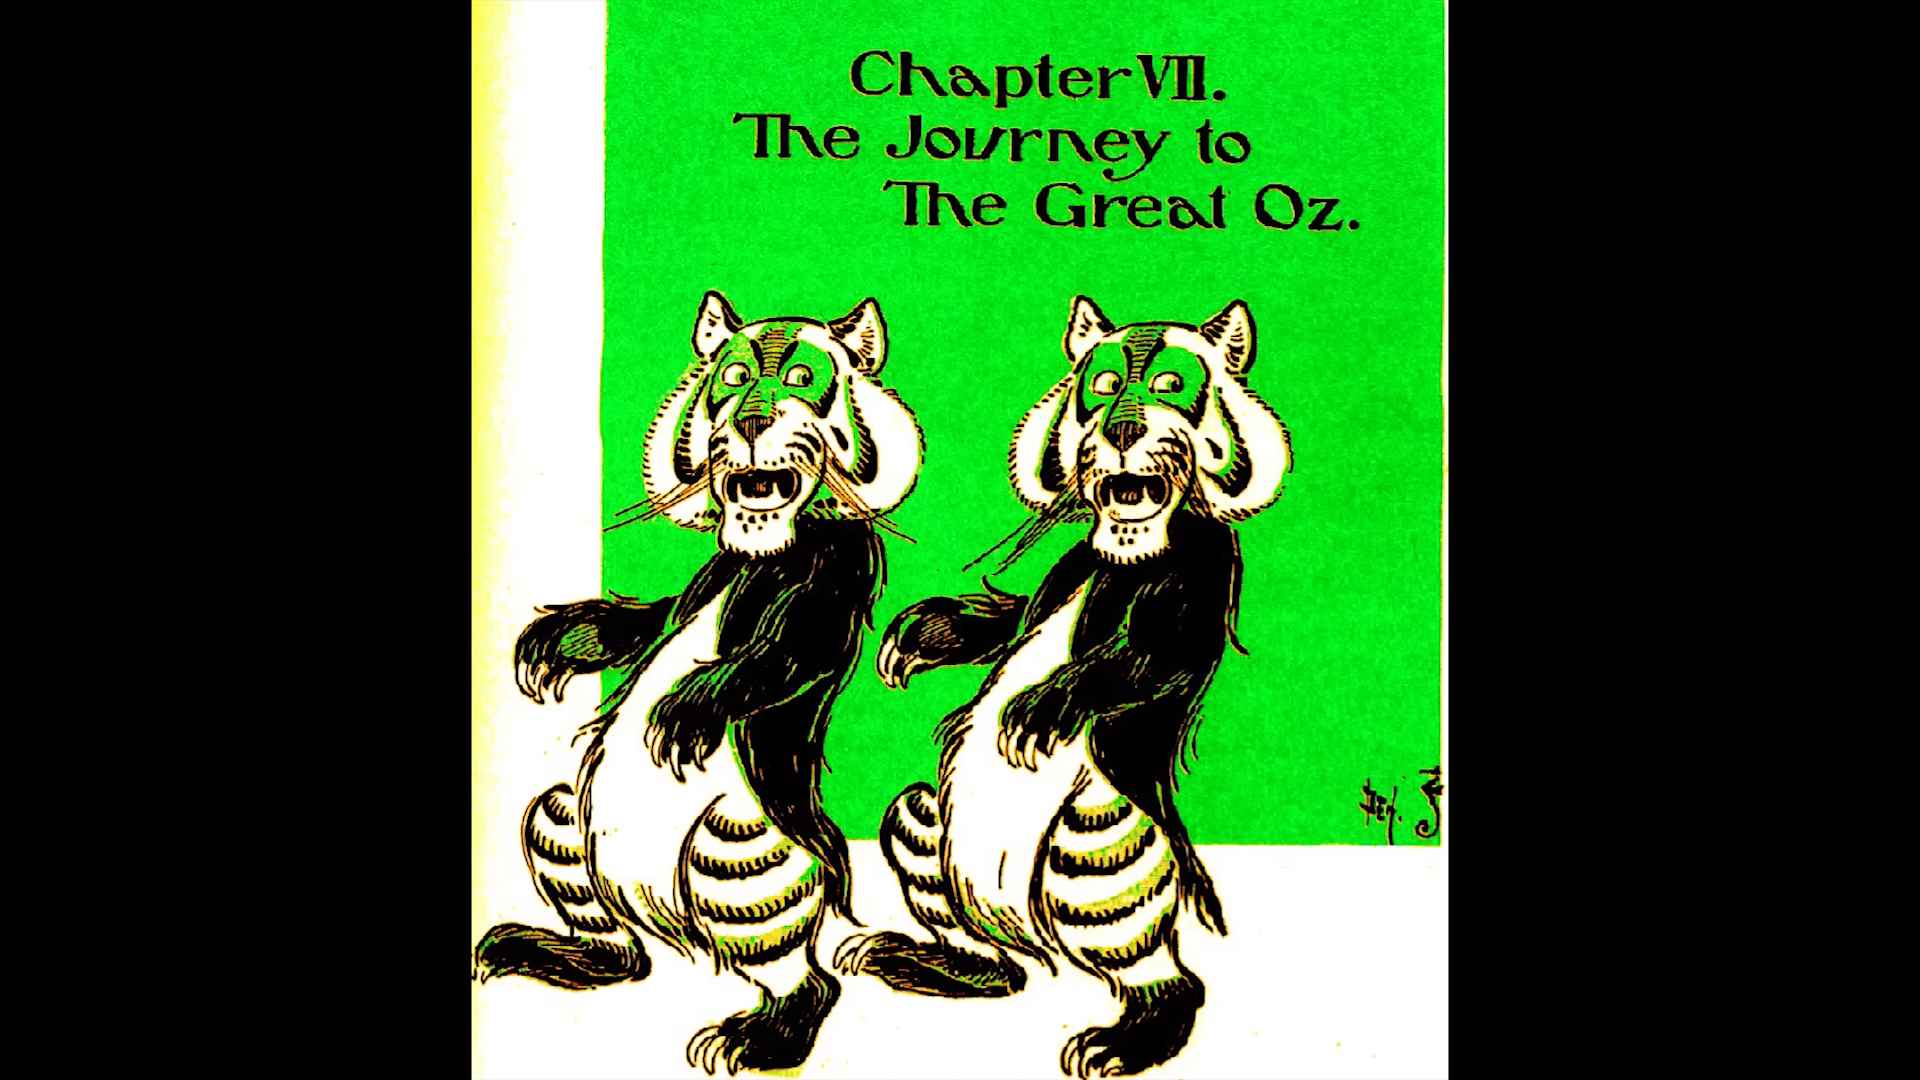 Chapter VII.
The Journey to
The Great Oz.